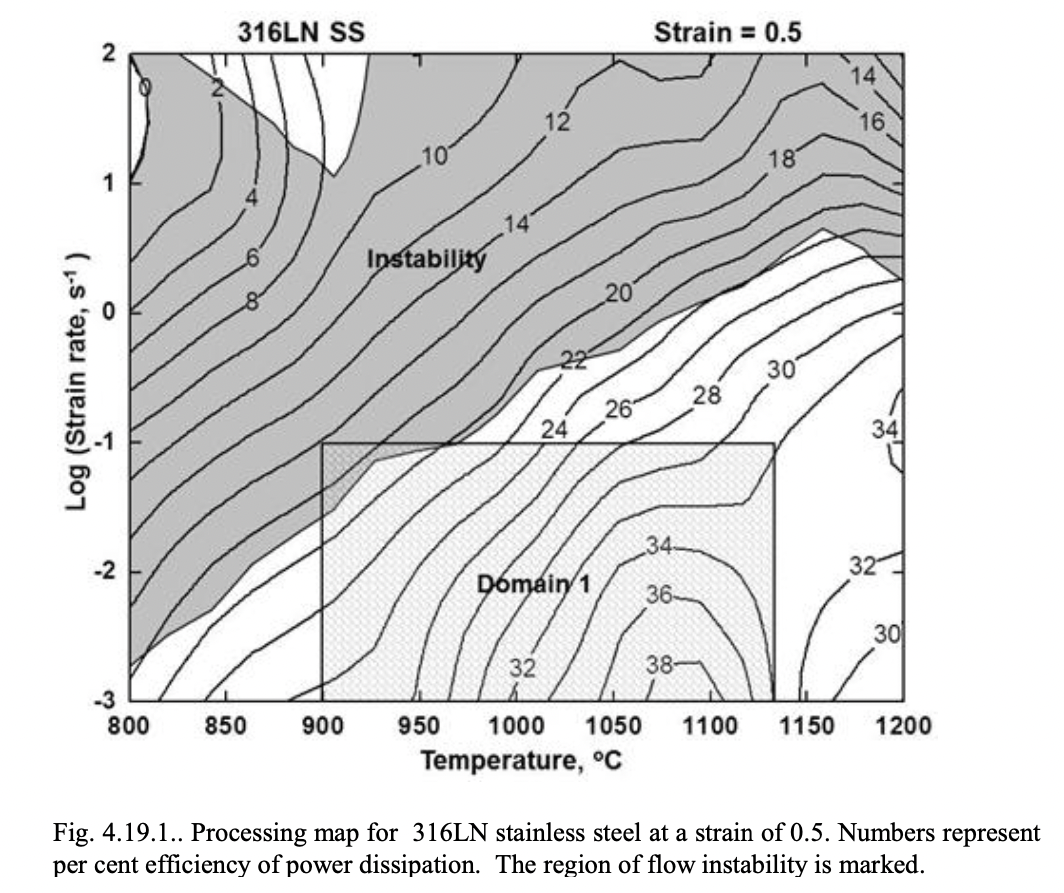 316LN SS Strain = 0.5
2
0 2 14
12 16
10 18
1
4 14
6 Instability
8 20
0
22 30
26 28
24 34
-1
34
32
-2
Domain 1 36
30
32 38
-3
800 850 900 950 1000 1050 1100 1150 1200
Temperature, ºC
Log (Strain rate, s-1 )
Fig. 4.19.1.. Processing map for 316LN stainless steel at a strain of 0.5. Numbers represent
per cent efficiency of power dissipation. The region of flow instability is marked.